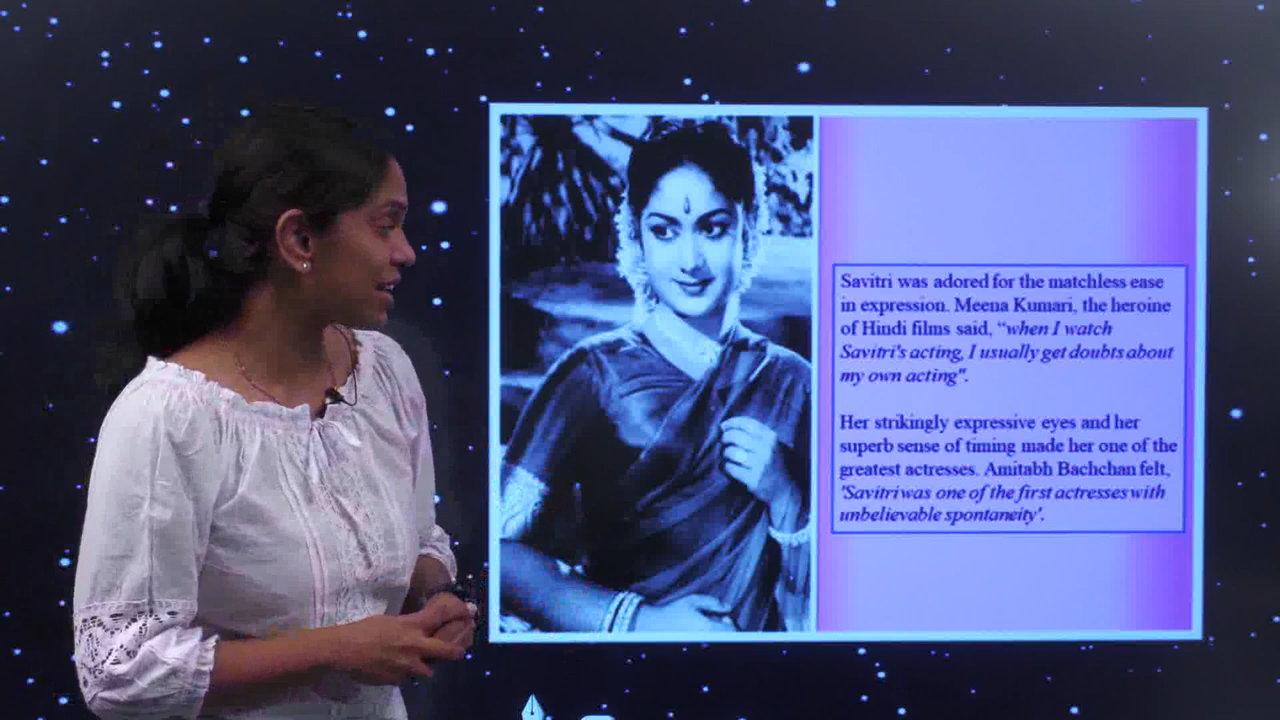 Savitri was adored for the matchless ease
in expression. Meena Kumari, the heroine
of Hindi films said, “when I watch
Savitri's acting, I usually get doubts about
my own acting".
Her strikingly expressive eyes and her
superb sense of timing made her one of the
greatest actresses. Amitabh Bachchan felt,
'Savitri was one of the first actresses with
unbelievable spontaneity'.